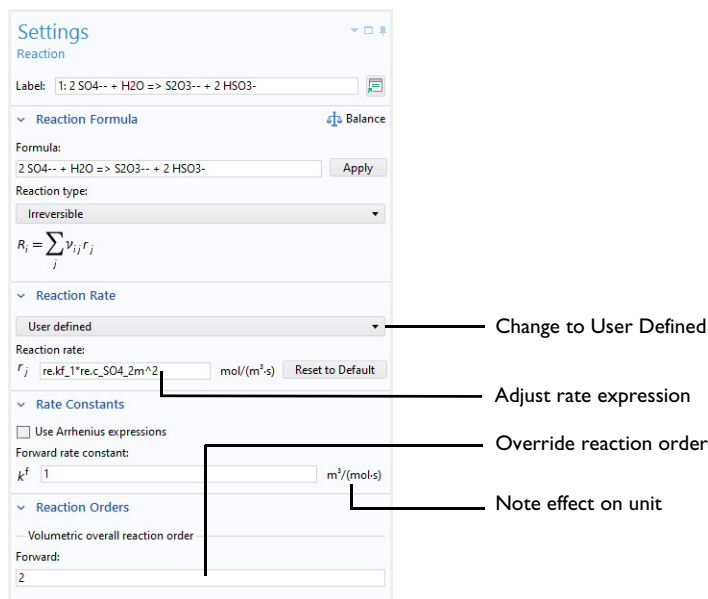 Settings
Reaction
Label: 1: 2 SO4-- + H2O => S2O3-- + 2 HSO3-
Reaction Formula Balance
Formula:
2 SO4-- + H2O => S2O3-- + 2 HSO3- Apply
Reaction type:
Irreversible
R_i = ∑_j ν_ij r_j
Reaction Rate
User defined Change to User Defined
Reaction rate:
r_j re.kf_1*re.c_SO4_2m^2 mol/(m³·s) Reset to Default
Adjust rate expression
Rate Constants
Use Arrhenius expressions
Override reaction order
Forward rate constant:
k^f 1 m³/(mol·s)
Note effect on unit
Reaction Orders
Volumetric overall reaction order
Forward:
2